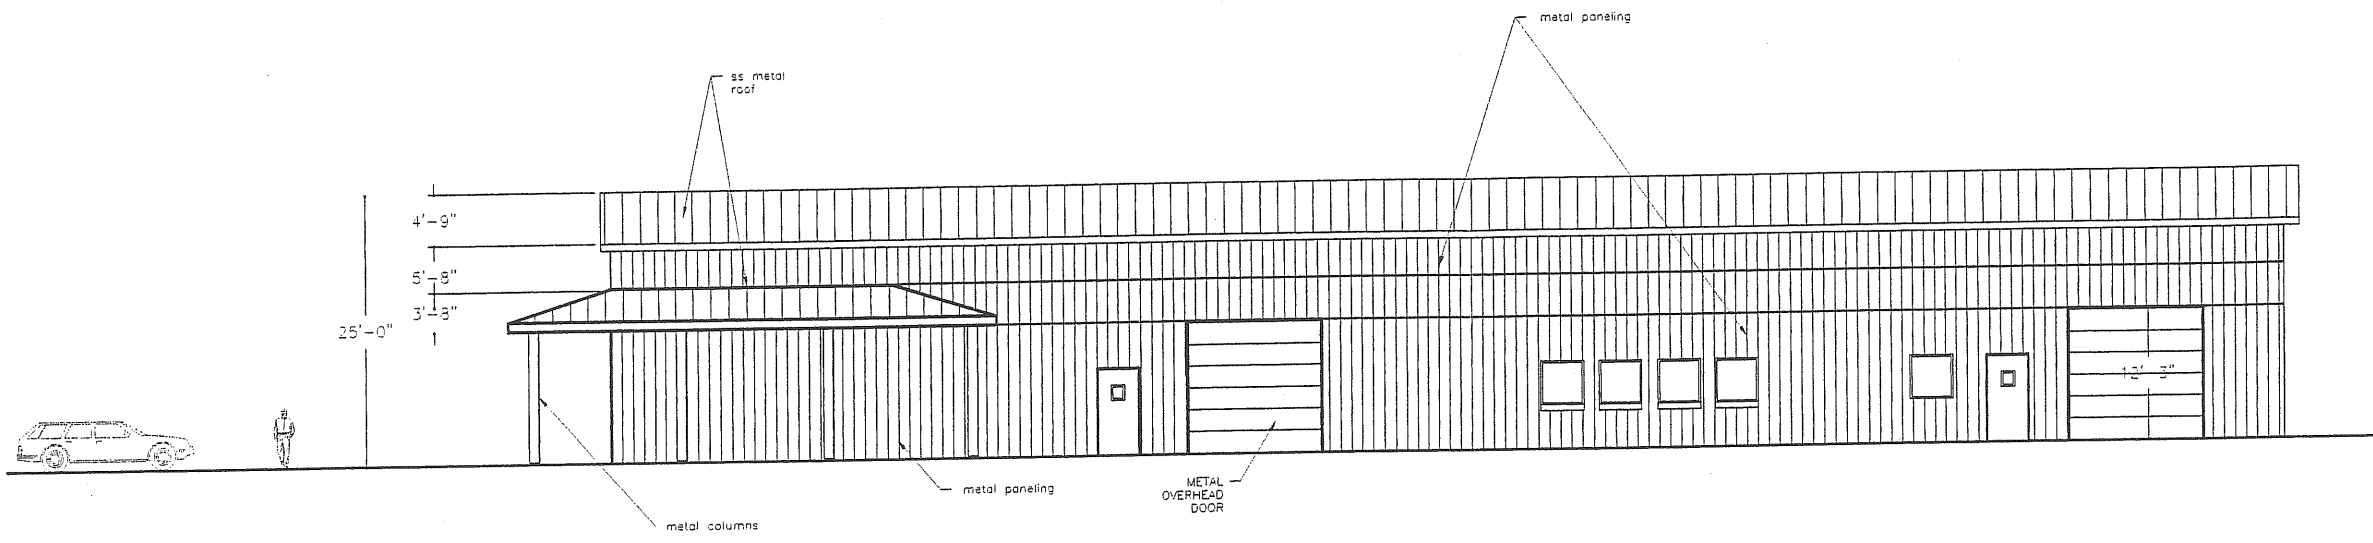 metal paneling
ss metal
roof
4'-9"
5'-8"
3'-8"
25'-0"
12'-3"
metal paneling
METAL
OVERHEAD
DOOR
metal columns